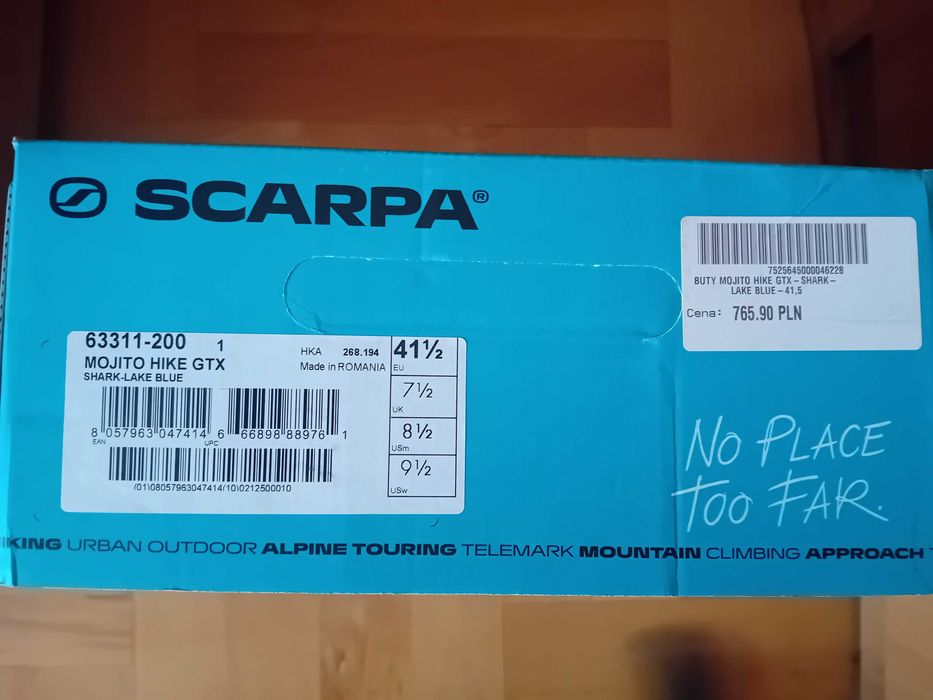 SCARPA®
7525645000046228
BUTY MOJITO HIKE GTX-SHARK-
LAKE BLUE-41,5
Cena: 765.90 PLN
63311-200 1
MOJITO HIKE GTX
SHARK-LAKE BLUE
HKA 268.194
Made in ROMANIA
41½
EU
7½
UK
8½
USm
9½
USw
8 057963 047414 6 66898 88976 1
EAN UPC
(01)08057963047414(10)0212500010
NO PLACE
TOO FAR.
IKING URBAN OUTDOOR ALPINE TOURING TELEMARK MOUNTAIN CLIMBING APPROACH